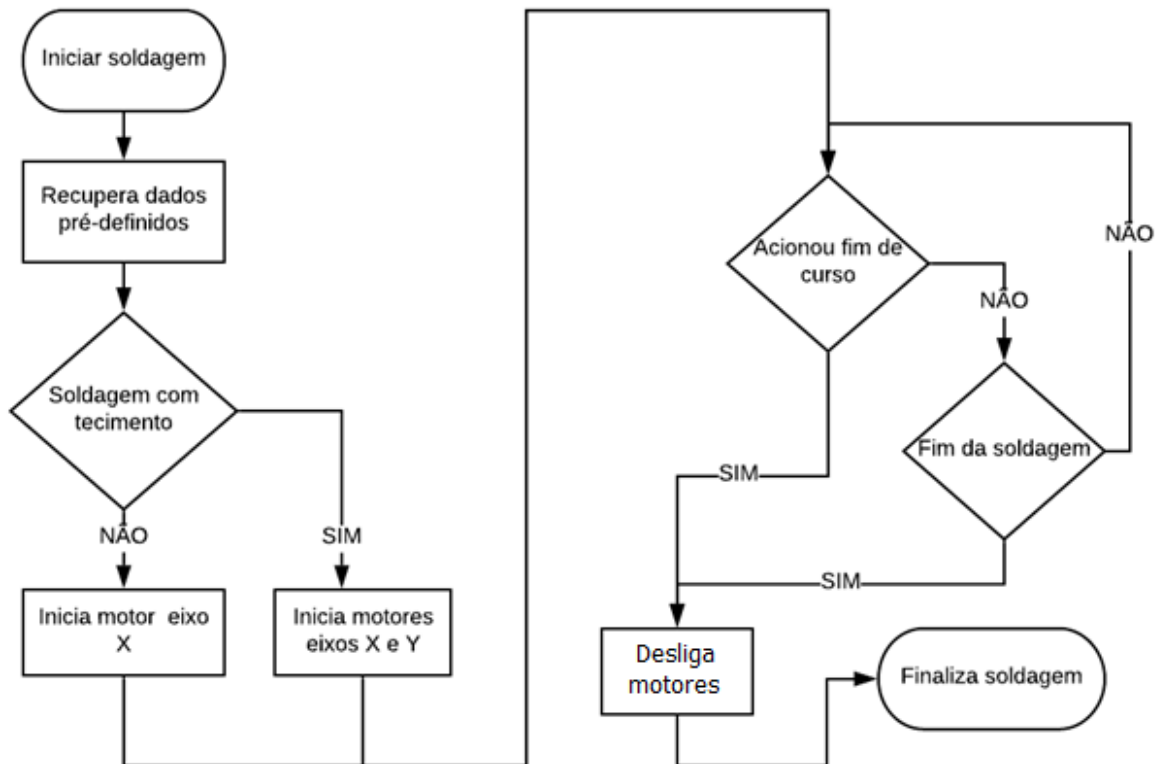 Iniciar soldagem
Recupera dados
pré-definidos
Soldagem com
tecimento
NÃO
SIM
Inicia motor eixo
X
Inicia motores
eixos X e Y
Acionou fim de
curso
NÃO
NÃO
Fim da soldagem
SIM
SIM
Desliga
motores
Finaliza soldagem